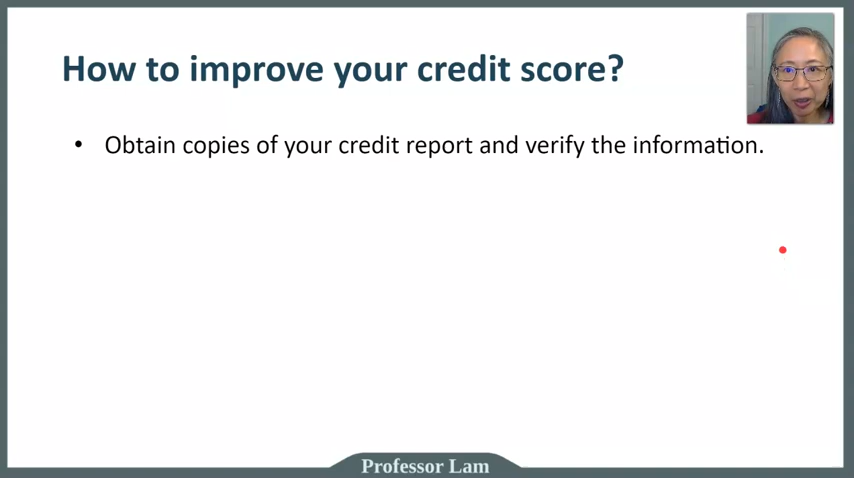 How to improve your credit score?
• Obtain copies of your credit report and verify the information.
Professor Lam